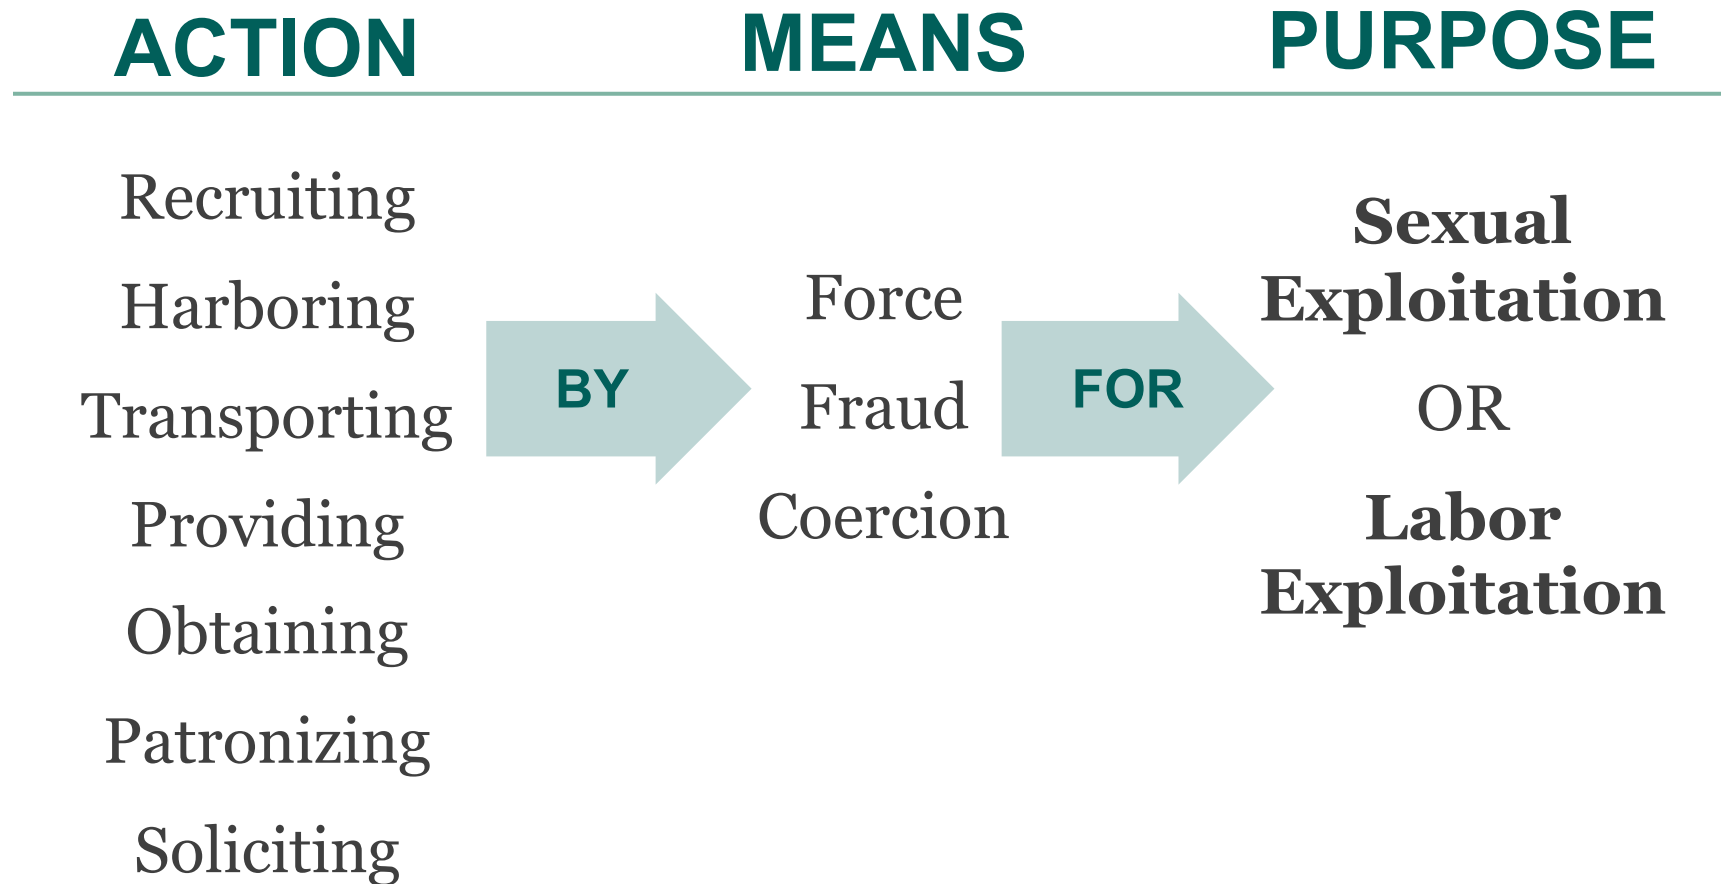 ACTION
MEANS
PURPOSE
Recruiting
Harboring
Transporting
Providing
Obtaining
Patronizing
Soliciting
BY
Force
Fraud
Coercion
FOR
Sexual
Exploitation
OR
Labor
Exploitation